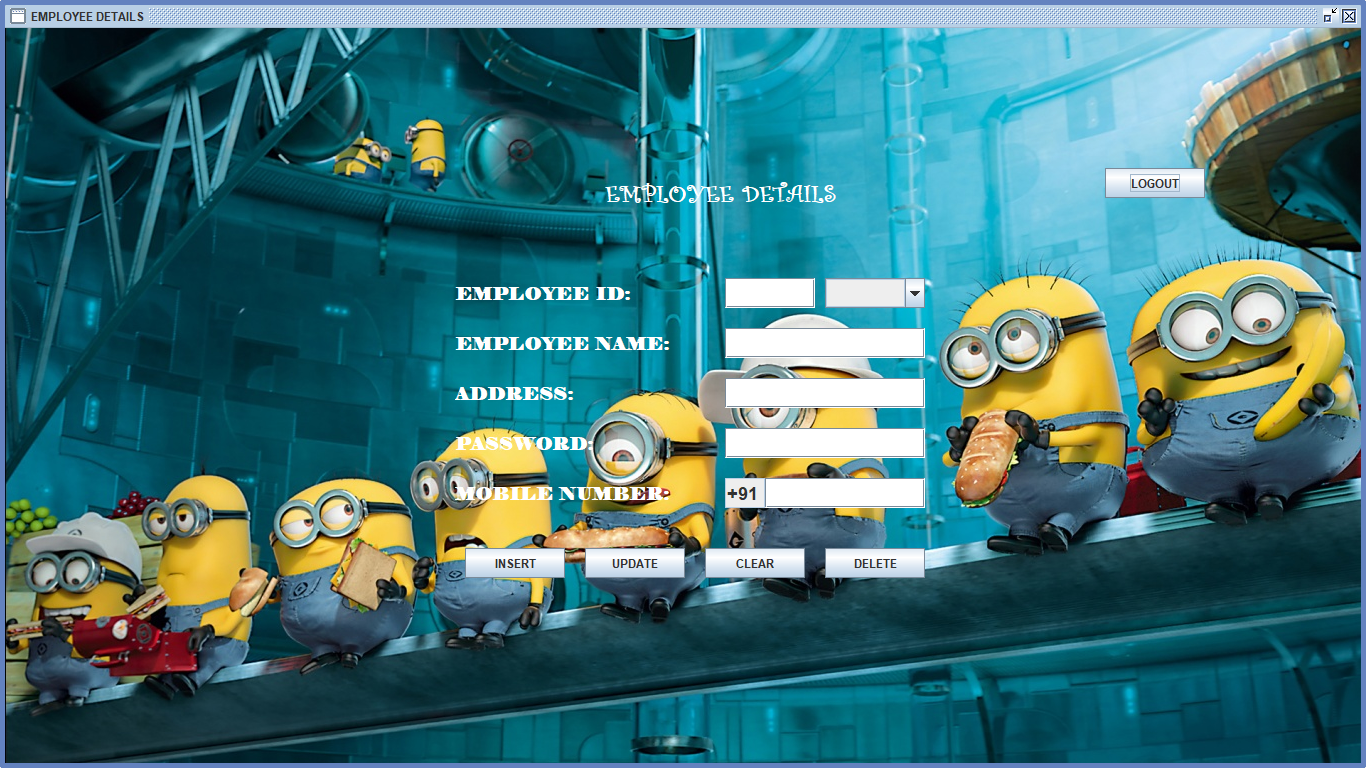 EMPLOYEE DETAILS
EMPLOYEE DETAILS
LOGOUT
EMPLOYEE ID:
EMPLOYEE NAME:
ADDRESS:
PASSWORD:
MOBILE NUMBER: +91
INSERT UPDATE CLEAR DELETE